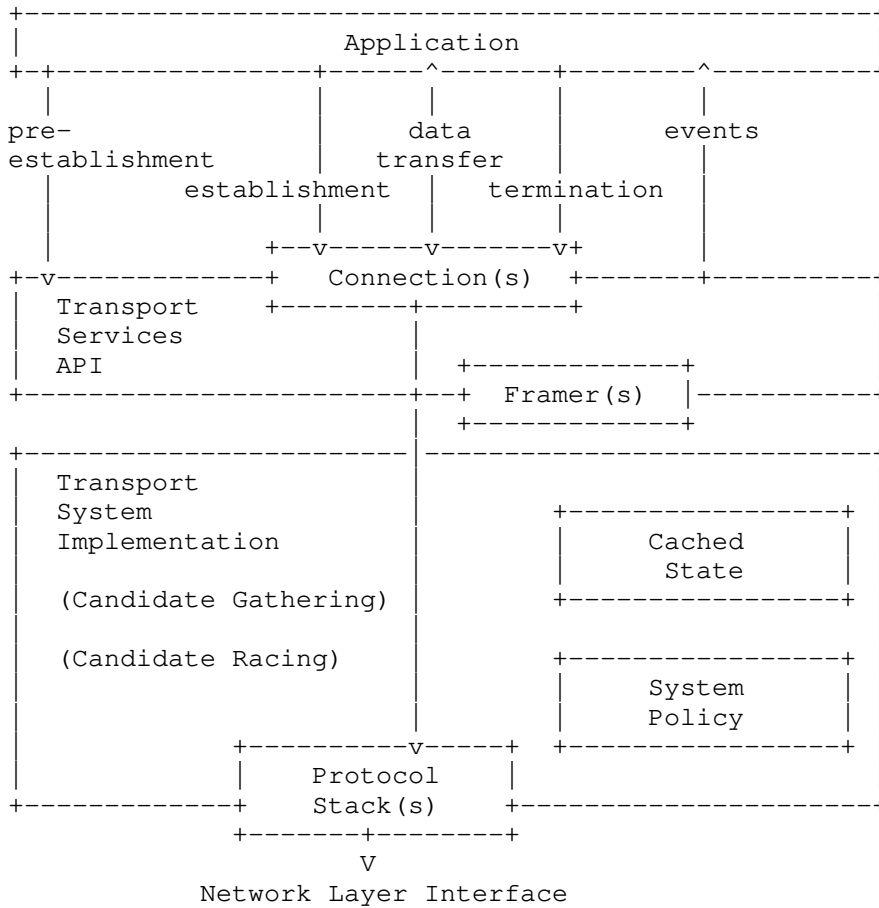 Application
pre-
data
events
establishment
transfer
establishment
termination
Connection(s)
Transport
Services
API
Framer(s)
Transport
System
Implementation
Cached
State
(Candidate Gathering)
(Candidate Racing)
System
Policy
Protocol
Stack(s)
Network Layer Interface